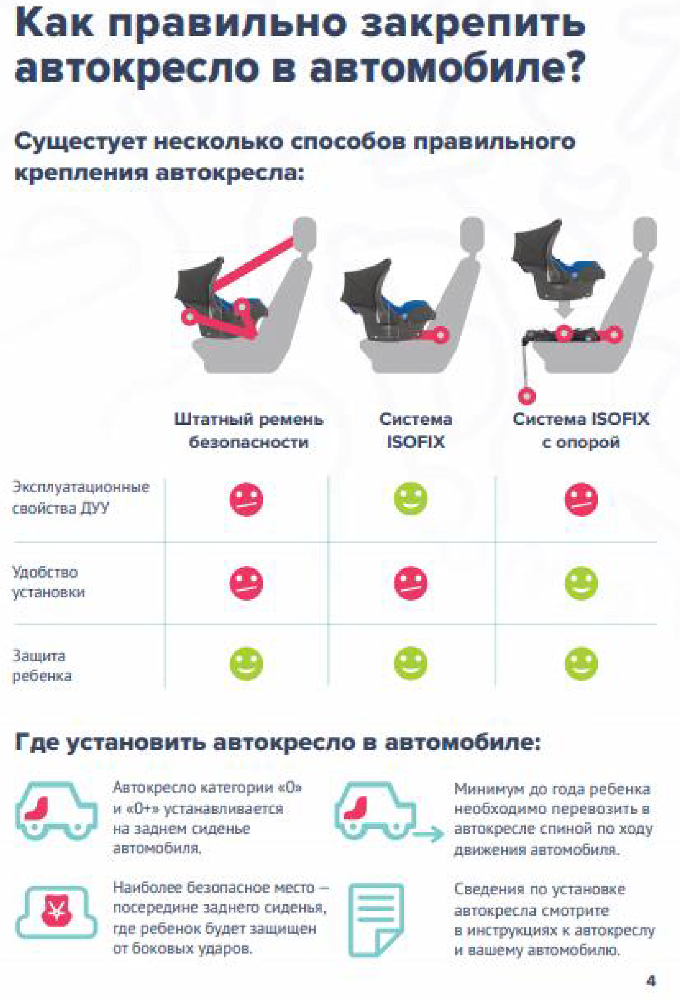 Как правильно закрепить
автокресло в автомобиле?
Сущестует несколько способов правильного
крепления автокресла:
Штатный ремень
безопасности
Система
ISOFIX
Система ISOFIX
с опорой
Эксплуатационные
свойства ДУУ
Удобство
установки
Защита
ребенка
Где установить автокресло в автомобиле:
Автокресло категории «0»
и «0+» устанавливается
на заднем сиденье
автомобиля.
Минимум до года ребенка
необходимо перевозить в
автокресле спиной по ходу
движения автомобиля.
Наиболее безопасное место –
посередине заднего сиденья,
где ребенок будет защищен
от боковых ударов.
Сведения по установке
автокресла смотрите
в инструкциях к автокреслу
и вашему автомобилю.
4